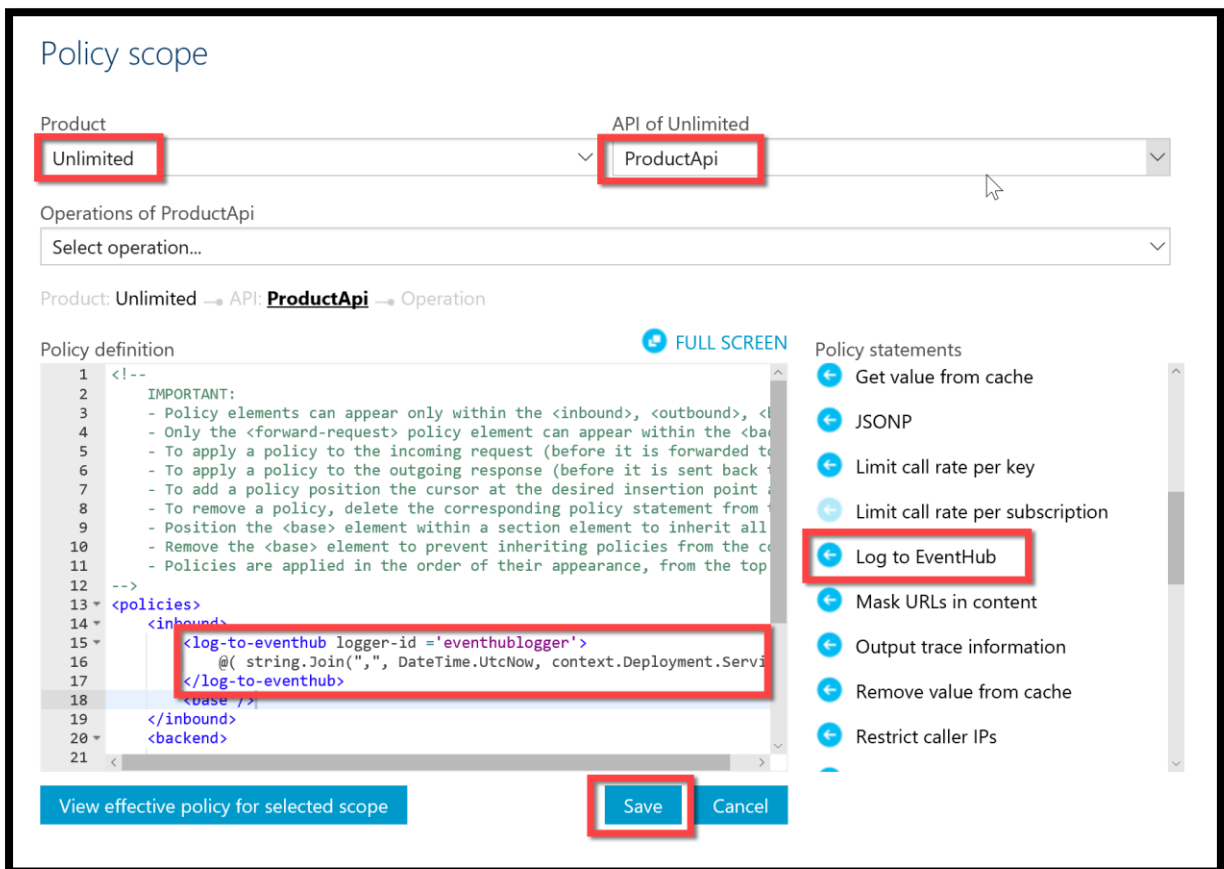 Policy scope
Product
API of Unlimited
Unlimited
ProductApi
Operations of ProductApi
Select operation...
Product: Unlimited API: ProductApi Operation
FULL SCREEN
Policy definition
1 <!--
2 IMPORTANT:
3 - Policy elements can appear only within the <inbound>, <outbound>, <b
4 - Only the <forward-request> policy element can appear within the <bac
5 - To apply a policy to the incoming request (before it is forwarded to
6 - To apply a policy to the outgoing response (before it is sent back
7 - To add a policy position the cursor at the desired insertion point a
8 - To remove a policy, delete the corresponding policy statement from
9 - Position the <base> element within a section element to inherit all
10 - Remove the <base> element to prevent inheriting policies from the co
11 - Policies are applied in the order of their appearance, from the top
12 -->
13 <policies>
14 <inbound>
15 <log-to-eventhub logger-id ='eventhublogger'>
16 @( string.Join(",", DateTime.UtcNow, context.Deployment.Servi
17 </log-to-eventhub>
18 <base />
19 </inbound>
20 <backend>
21
Policy statements
Get value from cache
JSONP
Limit call rate per key
Limit call rate per subscription
Log to EventHub
Mask URLs in content
Output trace information
Remove value from cache
Restrict caller IPs
View effective policy for selected scope
Save
Cancel